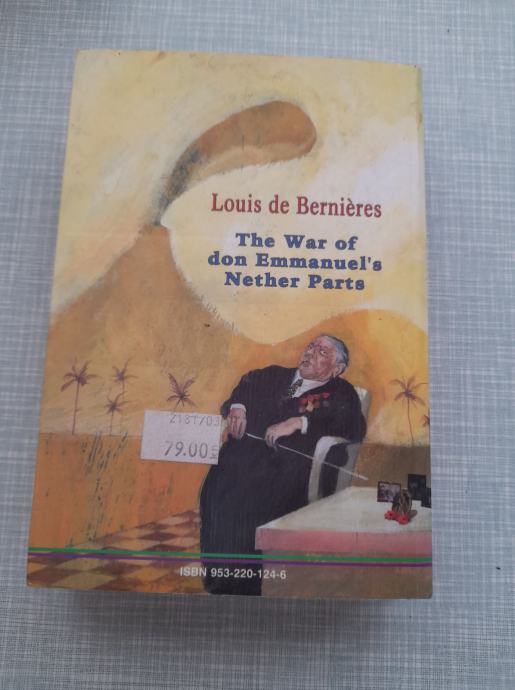 Louis de Bernières
The War of
don Emmanuel's
Nether Parts
79.00
ISBN 953-220-124-6